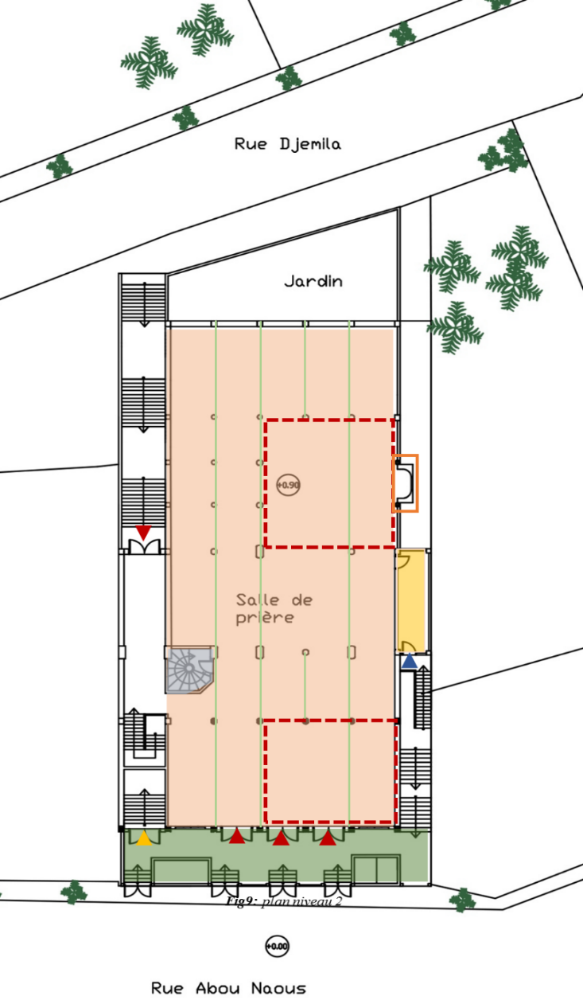 Rue Djemila
Jardin
+0.90
Salle de
prière
Fig9: plan niveau 2
+0.00
Rue Abou Naous